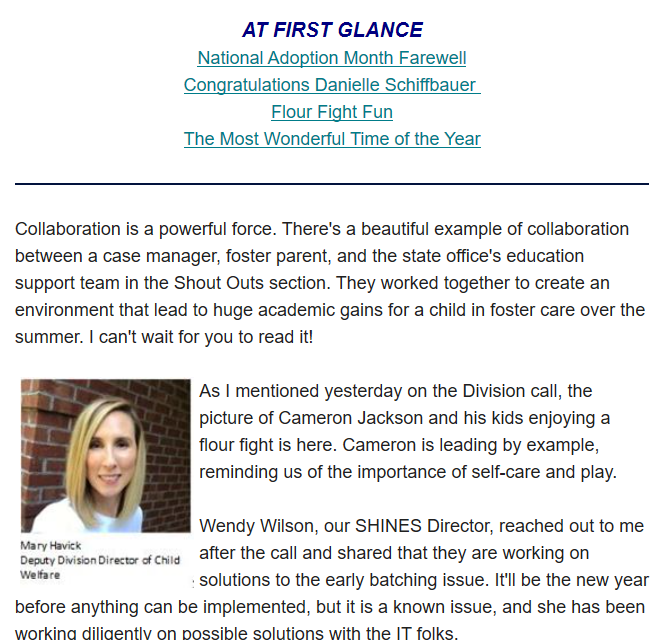 AT FIRST GLANCE
National Adoption Month Farewell
Congratulations Danielle Schiffbauer
Flour Fight Fun
The Most Wonderful Time of the Year
Collaboration is a powerful force. There's a beautiful example of collaboration
between a case manager, foster parent, and the state office's education
support team in the Shout Outs section. They worked together to create an
environment that lead to huge academic gains for a child in foster care over the
summer. I can't wait for you to read it!
As I mentioned yesterday on the Division call, the
picture of Cameron Jackson and his kids enjoying a
flour fight is here. Cameron is leading by example,
reminding us of the importance of self-care and play.
Mary Havick
Deputy Division Director of Child
Welfare
Wendy Wilson, our SHINES Director, reached out to me
after the call and shared that they are working on
solutions to the early batching issue. It'll be the new year
before anything can be implemented, but it is a known issue, and she has been
working diligently on possible solutions with the IT folks.